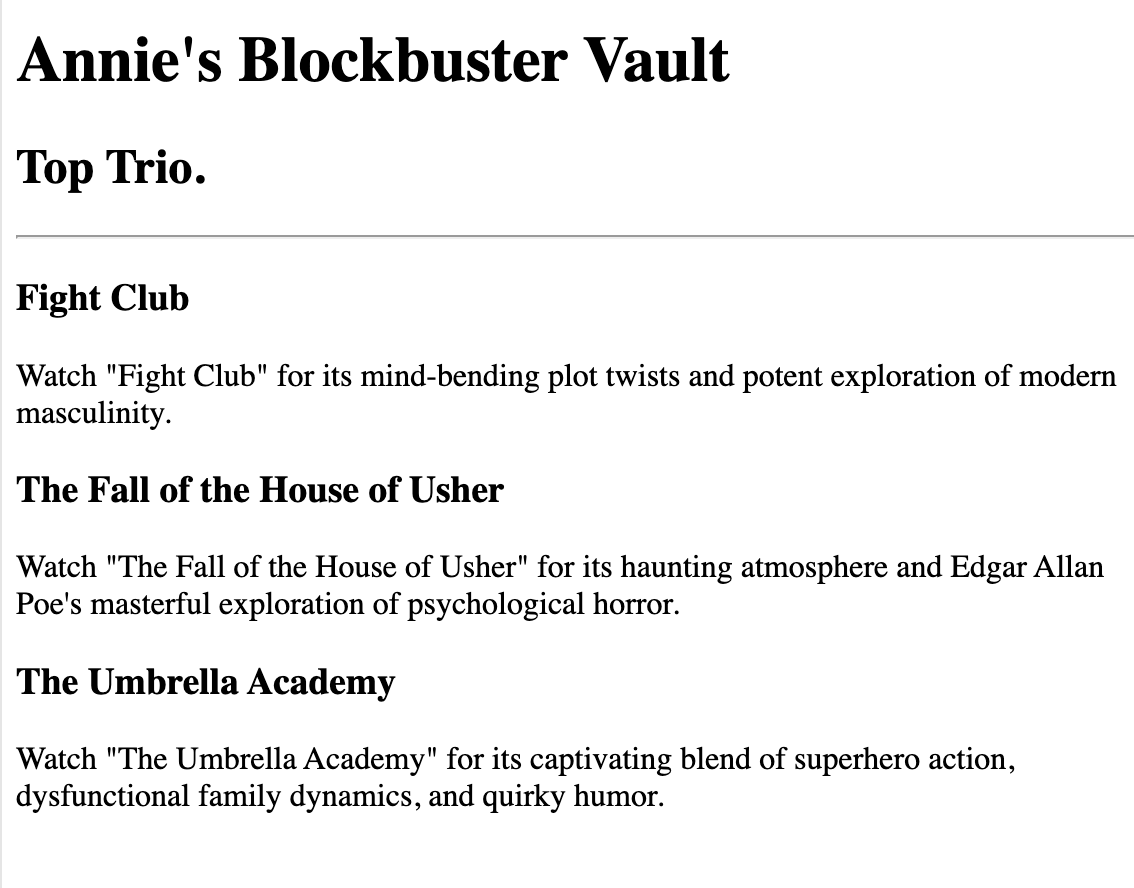 Annie's Blockbuster Vault
Top Trio.
Fight Club
Watch "Fight Club" for its mind-bending plot twists and potent exploration of modern
masculinity.
The Fall of the House of Usher
Watch "The Fall of the House of Usher" for its haunting atmosphere and Edgar Allan
Poe's masterful exploration of psychological horror.
The Umbrella Academy
Watch "The Umbrella Academy" for its captivating blend of superhero action,
dysfunctional family dynamics, and quirky humor.